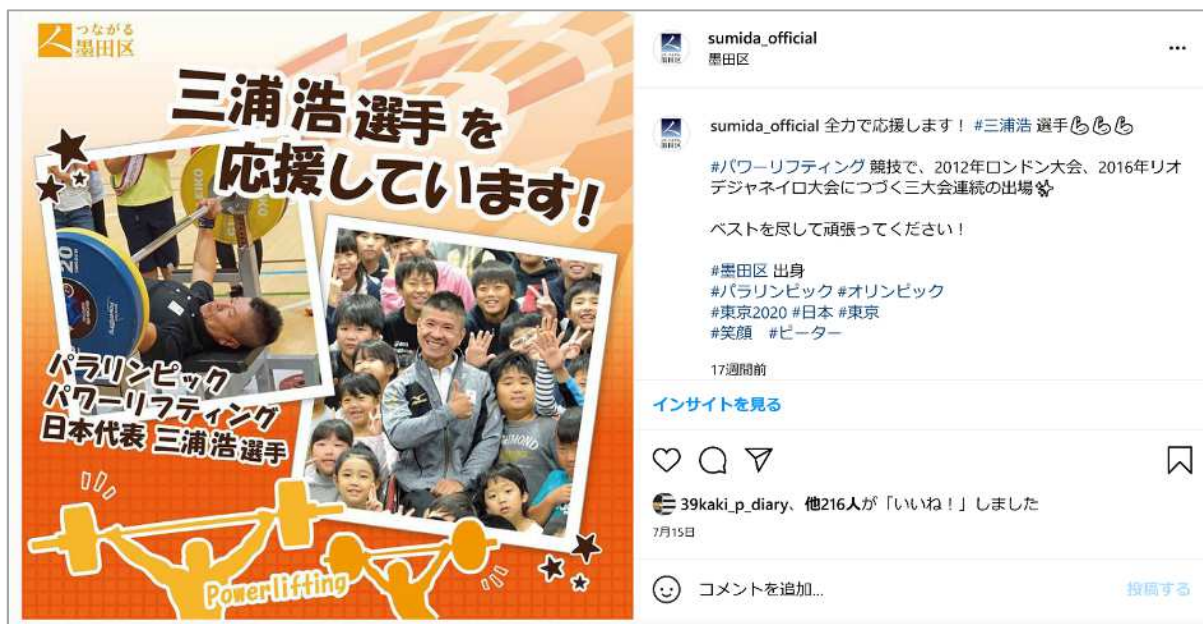 つながる
墨田区
三浦浩選手を
応援しています!
20
パラリンピック
パワーリフティング
日本代表 三浦浩選手
Powerlifting
sumida_official
墨田区
sumida_official 全力で応援します! #三浦浩 選手💪💪💪
#パワーリフティング 競技で、2012年ロンドン大会、2016年リオ
デジャネイロ大会につづく三大会連続の出場✨
ベストを尽して頑張ってください!
#墨田区 出身
#パラリンピック #オリンピック
#東京2020 #日本 #東京
#笑顔 #ピーター
17週間前
インサイトを見る
39kaki_p_diary、他216人が「いいね!」しました
7月15日
コメントを追加...
投稿する